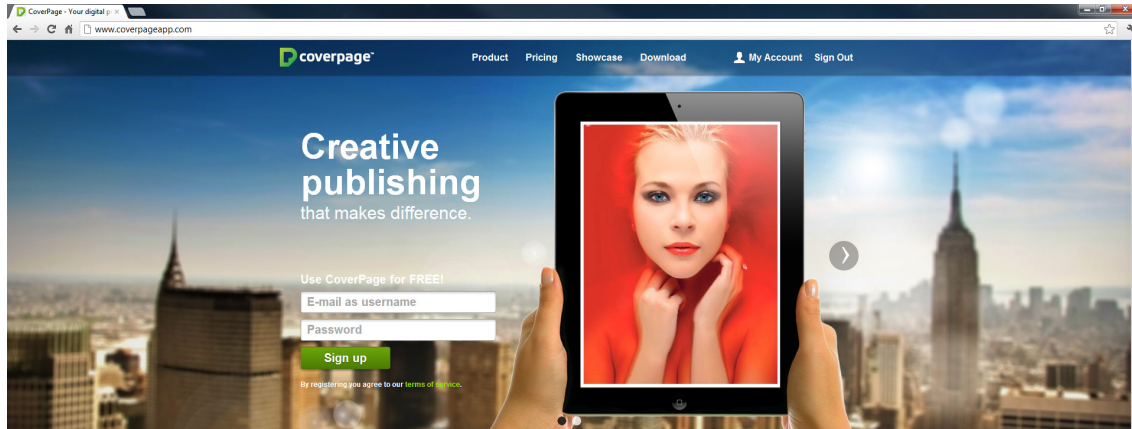 CoverPage - Your digital p
www.coverpageapp.com
coverpage™
Product Pricing Showcase Download My Account Sign Out
Creative
publishing
that makes difference.
Use CoverPage for FREE!
E-mail as username
Password
Sign up
By registering you agree to our terms of service.